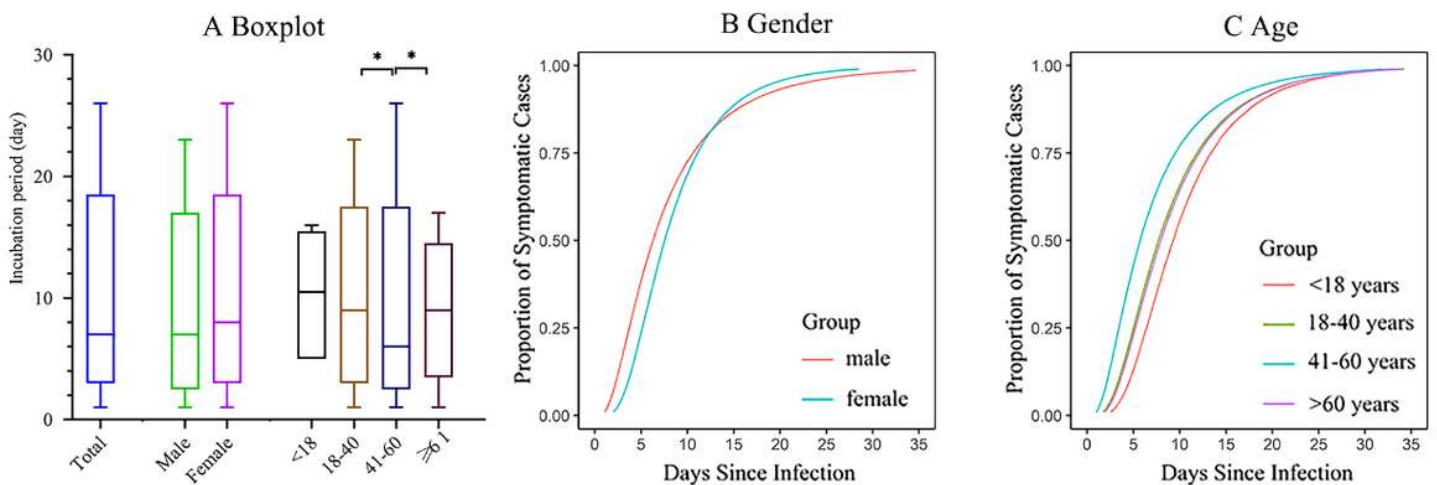 A Boxplot
Incubation period (day)
30
20
10
0
* *
Total
Male
Female
<18
18-40
41-60
≥61
B Gender
Proportion of Symptomatic Cases
1.00
0.75
0.50
0.25
0.00
0 5 10 15 20 25 30 35
Days Since Infection
Group
male
female
C Age
Proportion of Symptomatic Cases
1.00
0.75
0.50
0.25
0.00
0 5 10 15 20 25 30 35
Days Since Infection
Group
<18 years
18-40 years
41-60 years
>60 years